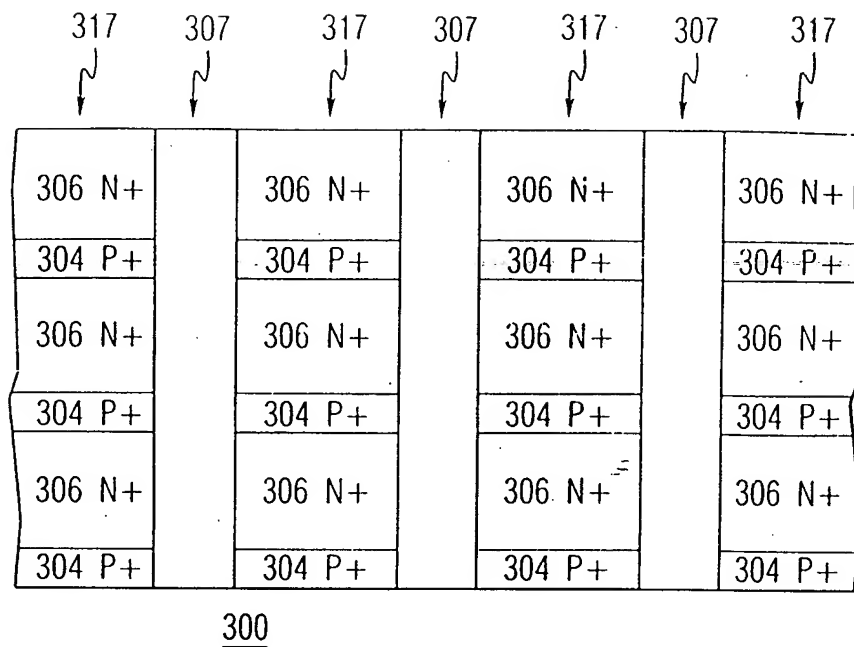 317 307 317 307 317 307 317
306 N+ 306 N+ 306 N+ 306 N+
304 P+ 304 P+ 304 P+ 304 P+
306 N+ 306 N+ 306 N+ 306 N+
304 P+ 304 P+ 304 P+ 304 P+
306 N+ 306 N+ 306 N+ 306 N+
304 P+ 304 P+ 304 P+ 304 P+
300